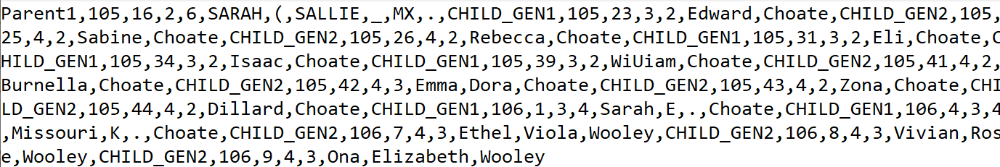 Parent1,105,16,2,6,SARAH,(,SALLIE,_,MX,.,CHILD_GEN1,105,23,3,2,Edward,Choate,CHILD_GEN2,105,
25,4,2,Sabine,Choate,CHILD_GEN2,105,26,4,2,Rebecca,Choate,CHILD_GEN1,105,31,3,2,Eli,Choate,C
HILD_GEN1,105,34,3,2,Isaac,Choate,CHILD_GEN1,105,39,3,2,WiUiam,Choate,CHILD_GEN2,105,41,4,2,
Burnella,Choate,CHILD_GEN2,105,42,4,3,Emma,Dora,Choate,CHILD_GEN2,105,43,4,2,Zona,Choate,CHI
LD_GEN2,105,44,4,2,Dillard,Choate,CHILD_GEN1,106,1,3,4,Sarah,E,.,Choate,CHILD_GEN1,106,4,3,4
,Missouri,K,.,Choate,CHILD_GEN2,106,7,4,3,Ethel,Viola,Wooley,CHILD_GEN2,106,8,4,3,Vivian,Ros
e,Wooley,CHILD_GEN2,106,9,4,3,Ona,Elizabeth,Wooley